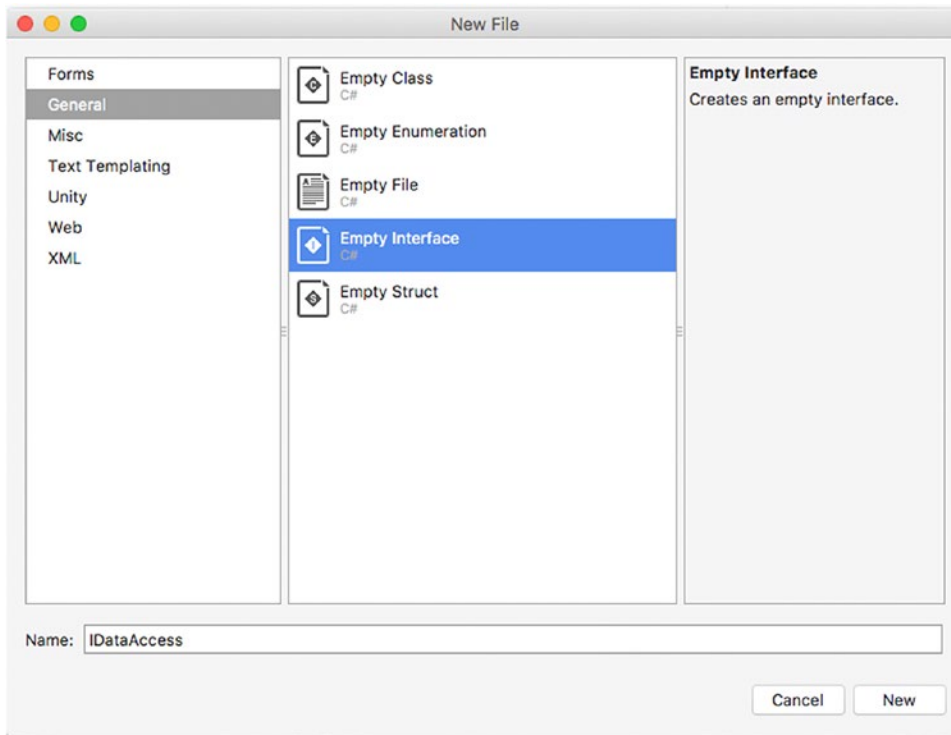 New File
Forms
General
Misc
Text Templating
Unity
Web
XML
Empty Class
C#
Empty Enumeration
C#
Empty File
C#
Empty Interface
C#
Empty Struct
C#
Empty Interface
Creates an empty interface.
Name: IDataAccess
Cancel New